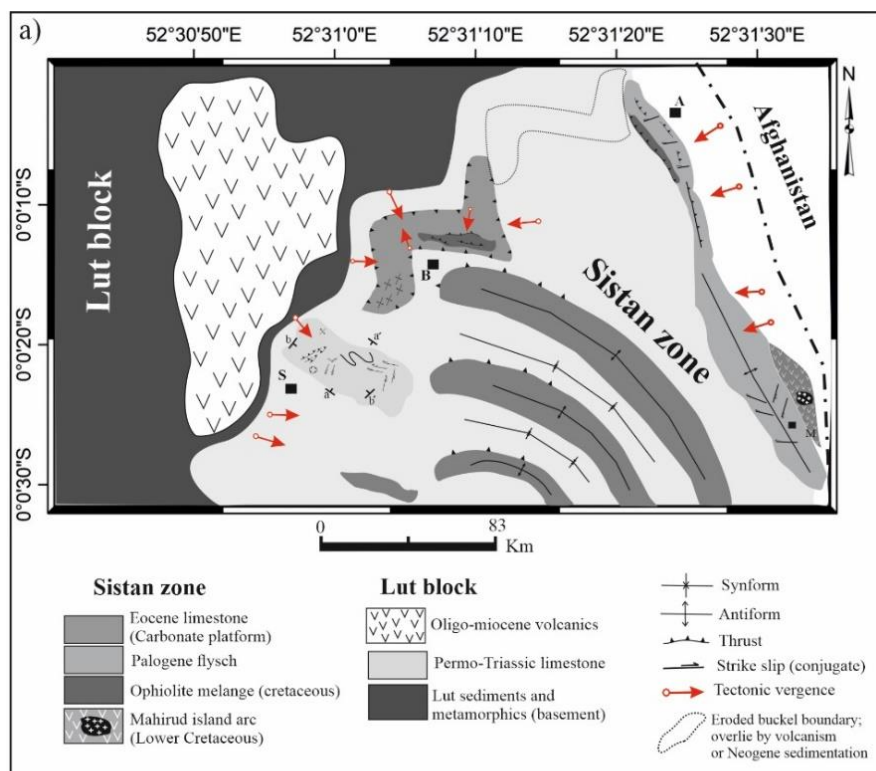 a)
52°30'50"E 52°31'0"E 52°31'10"E 52°31'20"E 52°31'30"E
N
0°0'10"S
0°0'20"S
0°0'30"S
Lut block
Sistan zone
Afghanistan
A
B
b
a'
S
a
b'
M
0 83
Km
Sistan zone
Eocene limestone
(Carbonate platform)
Palogene flysch
Ophiolite melange (cretaceous)
Mahirud island arc
(Lower Cretaceous)
Lut block
Oligo-miocene volcanics
Permo-Triassic limestone
Lut sediments and
metamorphics (basement)
Synform
Antiform
Thrust
Strike slip (conjugate)
Tectonic vergence
Eroded buckel boundary;
overlie by volcanism
or Neogene sedimentation